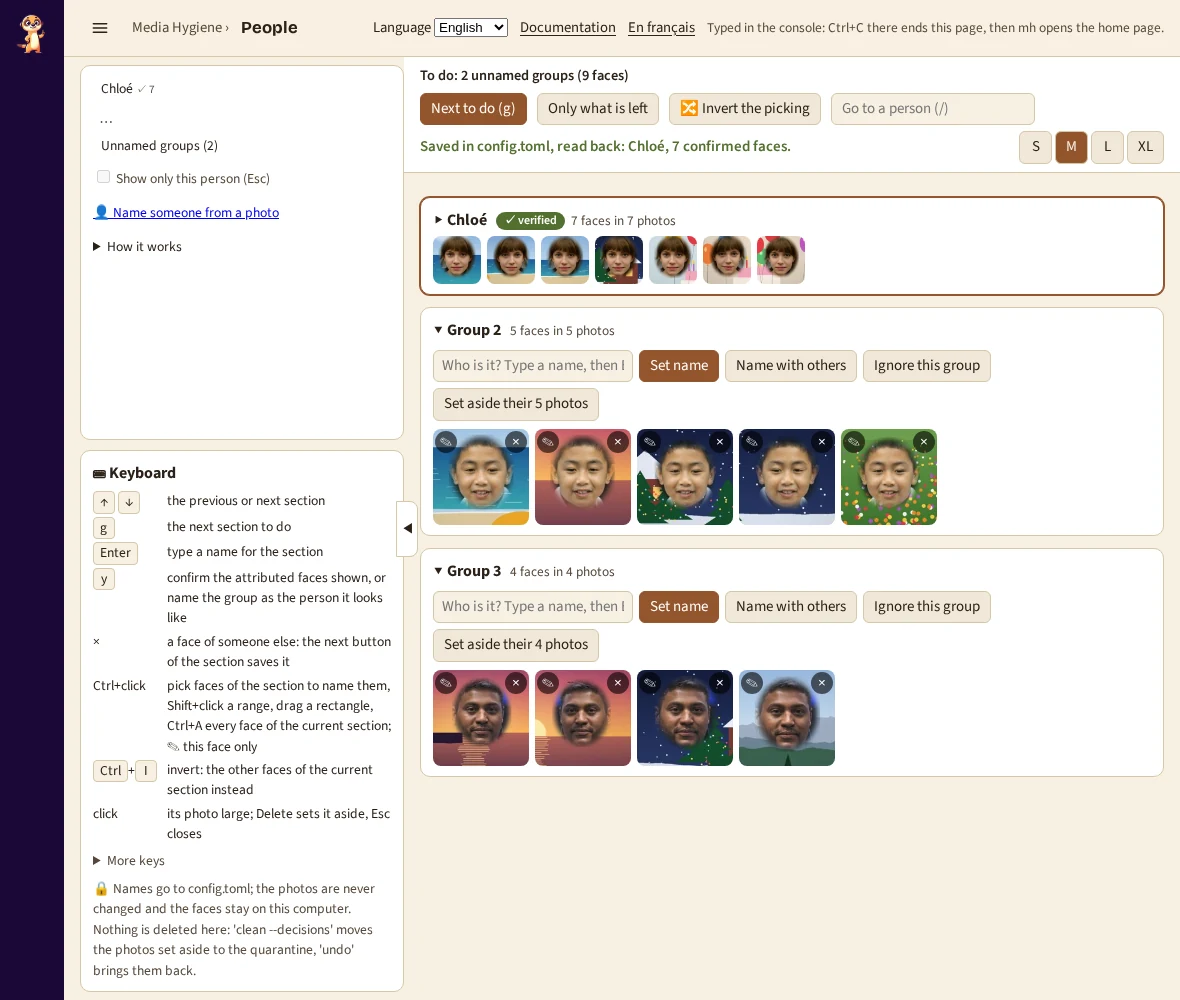 Media Hygiene › People
Language English Documentation En français Typed in the console: Ctrl+C there ends this page, then mh opens the home page.
Chloé ✓ 7
…
Unnamed groups (2)
Show only this person (Esc)
👤 Name someone from a photo
▶ How it works
Keyboard
↑ ↓ the previous or next section
g the next section to do
Enter type a name for the section
y confirm the attributed faces shown, or
name the group as the person it looks
like
× a face of someone else: the next button
of the section saves it
Ctrl+click pick faces of the section to name them,
Shift+click a range, drag a rectangle,
Ctrl+A every face of the current section;
✎ this face only
Ctrl + I invert: the other faces of the current
section instead
click its photo large; Delete sets it aside, Esc
closes
▶ More keys
🔒 Names go to config.toml; the photos are never
changed and the faces stay on this computer.
Nothing is deleted here: 'clean --decisions' moves
the photos set aside to the quarantine, 'undo'
brings them back.
To do: 2 unnamed groups (9 faces)
Next to do (g) Only what is left 🔀 Invert the picking Go to a person (/)
Saved in config.toml, read back: Chloé, 7 confirmed faces.
S M L XL
Chloé ✓ verified 7 faces in 7 photos
Group 2 5 faces in 5 photos
Who is it? Type a name, then Set name Name with others Ignore this group
Set aside their 5 photos
Group 3 4 faces in 4 photos
Who is it? Type a name, then Set name Name with others Ignore this group
Set aside their 4 photos